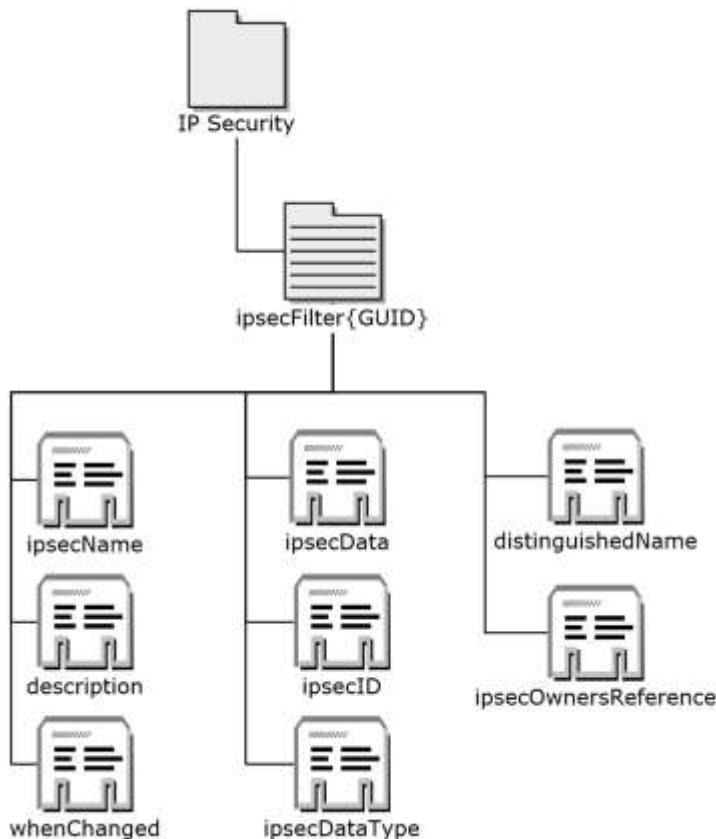 IP Security
ipsecFilter{GUID}
ipsecName
ipsecData
distinguishedName
description
ipsecID
ipsecOwnersReference
whenChanged
ipsecDataType